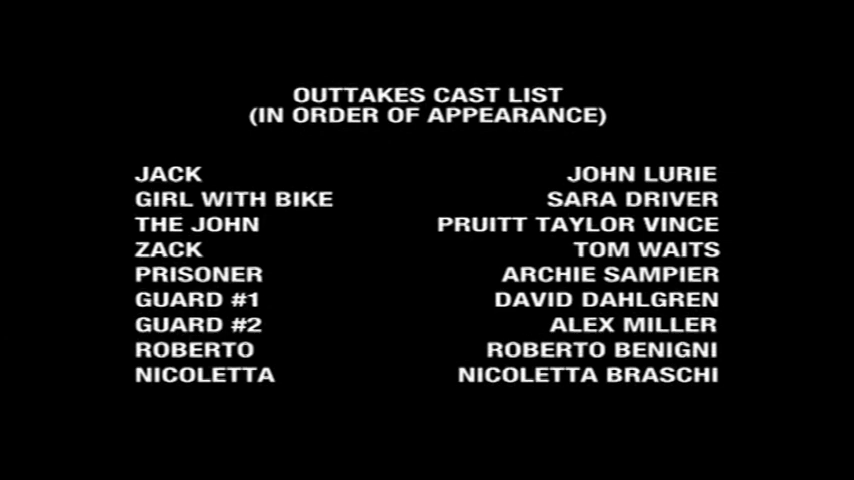 OUTTAKES CAST LIST
(IN ORDER OF APPEARANCE)
JACK JOHN LURIE
GIRL WITH BIKE SARA DRIVER
THE JOHN PRUITT TAYLOR VINCE
ZACK TOM WAITS
PRISONER ARCHIE SAMPIER
GUARD #1 DAVID DAHLGREN
GUARD #2 ALEX MILLER
ROBERTO ROBERTO BENIGNI
NICOLETTA NICOLETTA BRASCHI